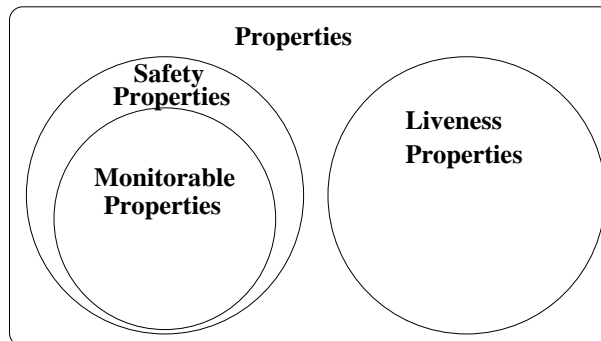 Properties
Safety
Properties
Monitorable
Properties
Liveness
Properties